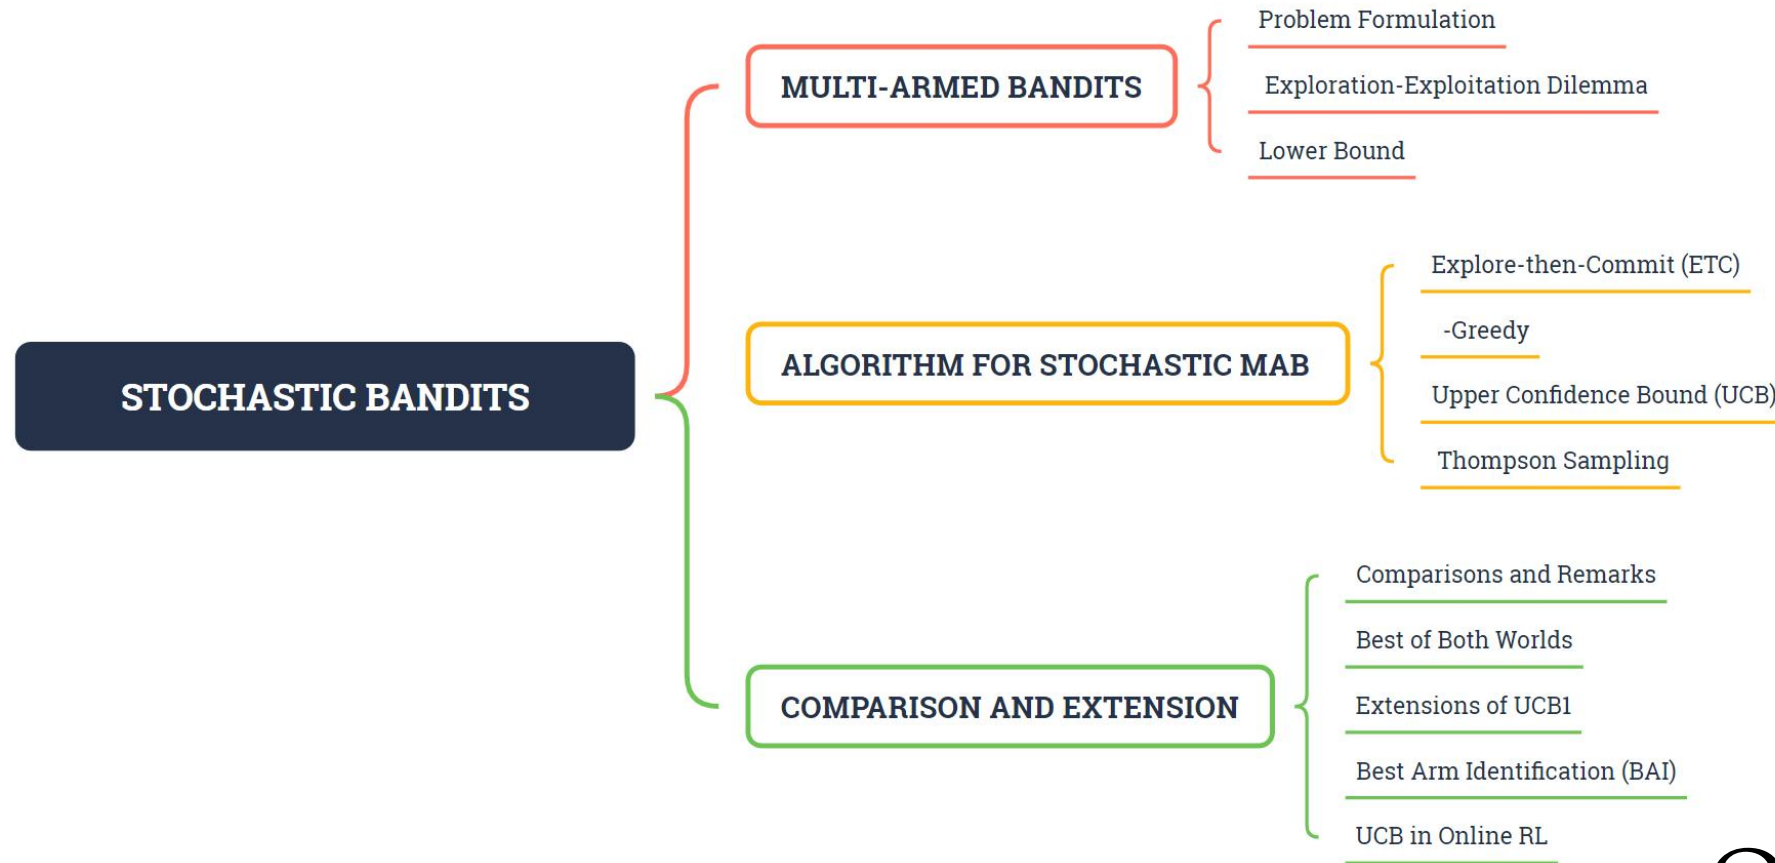 STOCHASTIC BANDITS
MULTI-ARMED BANDITS
Problem Formulation
Exploration-Exploitation Dilemma
Lower Bound
ALGORITHM FOR STOCHASTIC MAB
Explore-then-Commit (ETC)
-Greedy
Upper Confidence Bound (UCB)
Thompson Sampling
COMPARISON AND EXTENSION
Comparisons and Remarks
Best of Both Worlds
Extensions of UCB1
Best Arm Identification (BAI)
UCB in Online RL